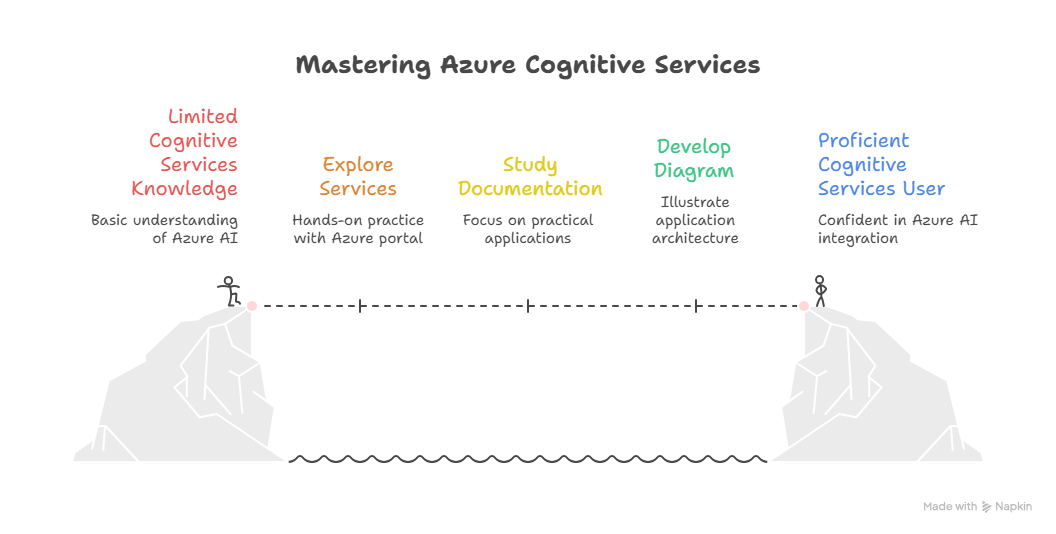 Mastering Azure Cognitive Services
Limited
Cognitive
Services
Knowledge
Basic understanding
of Azure AI
Explore
Services
Hands-on practice
with Azure portal
Study
Documentation
Focus on practical
applications
Develop
Diagram
Illustrate
application
architecture
Proficient
Cognitive
Services User
Confident in Azure AI
integration
Made with Napkin